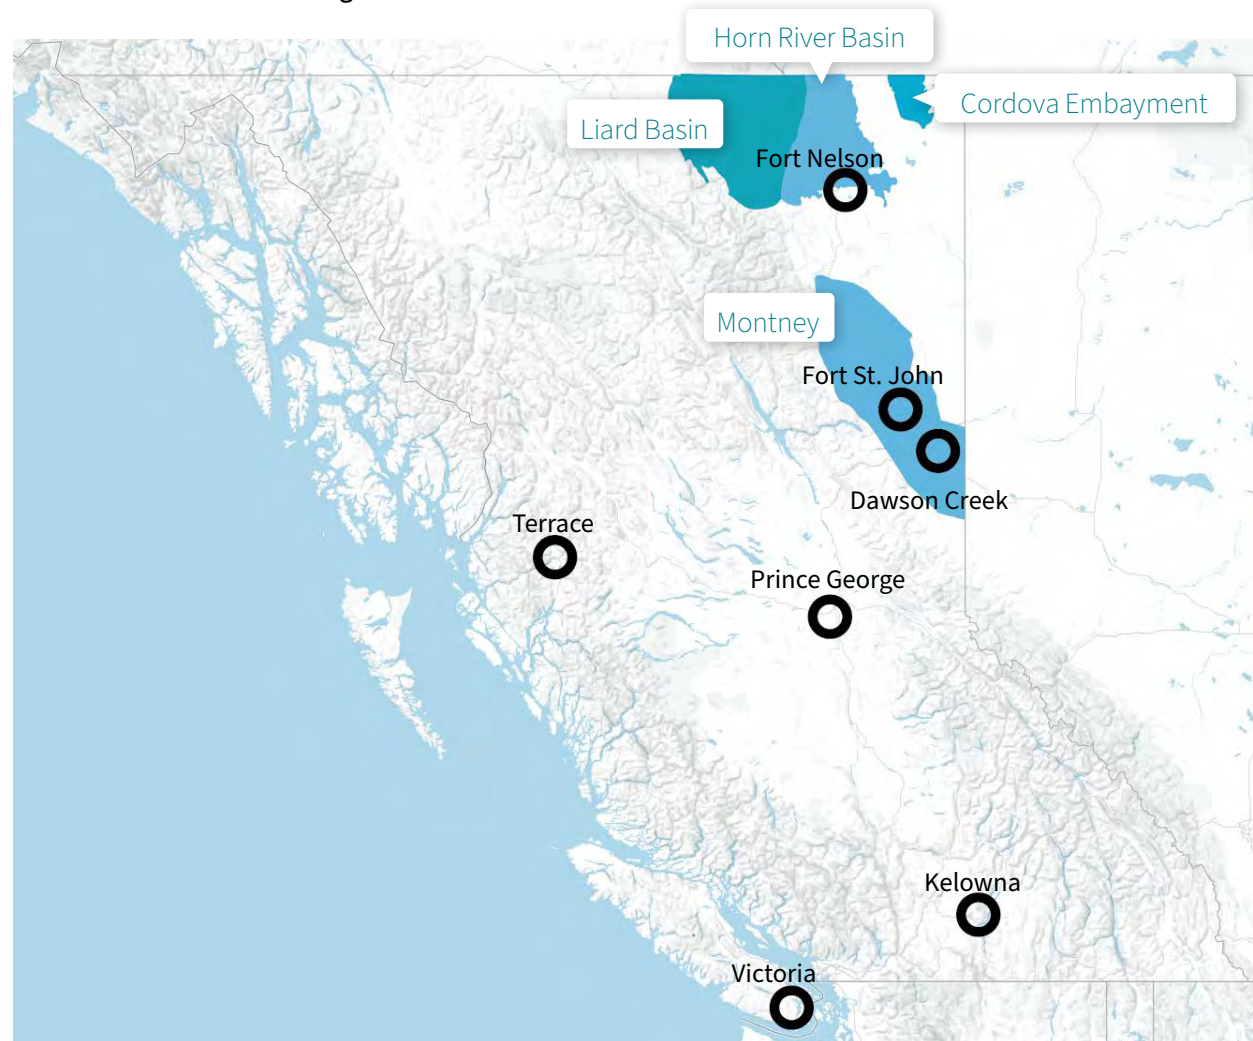 Horn River Basin
Cordova Embayment
Liard Basin
Fort Nelson
Montney
Fort St. John
Dawson Creek
Terrace
Prince George
Kelowna
Victoria